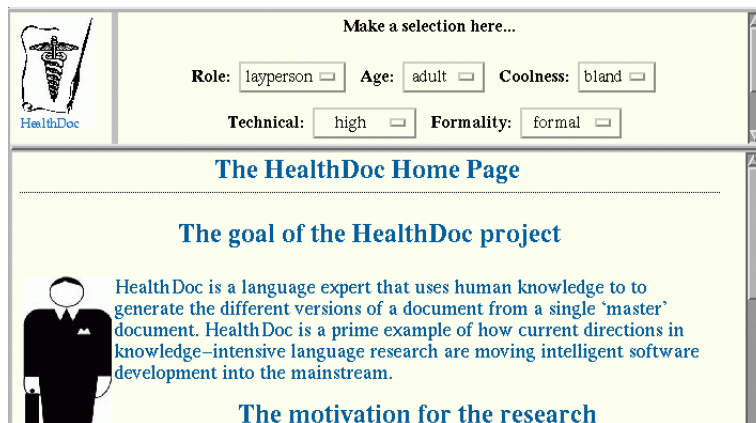 Make a selection here...
Role: layperson Age: adult Coolness: bland
HealthDoc
Technical: high Formality: formal
The HealthDoc Home Page
The goal of the HealthDoc project
HealthDoc is a language expert that uses human knowledge to to
generate the different versions of a document from a single ‘master’
document. HealthDoc is a prime example of how current directions in
knowledge–intensive language research are moving intelligent software
development into the mainstream.
The motivation for the research